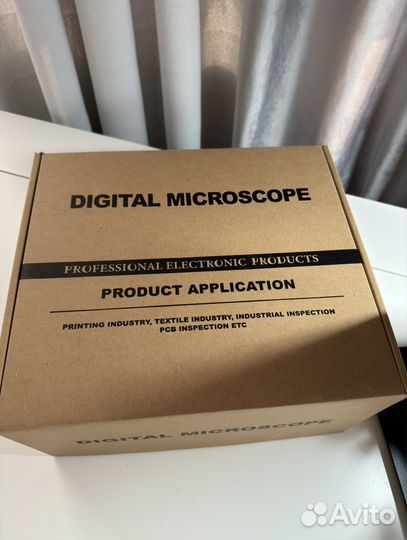 DIGITAL MICROSCOPE
PROFESSIONAL ELECTRONIC PRODUCTS
PRODUCT APPLICATION
PRINTING INDUSTRY, TEXTILE INDUSTRY, INDUSTRIAL INSPECTION
PCB INSPECTION ETC
DIGITAL MICROSCOPE
Avito